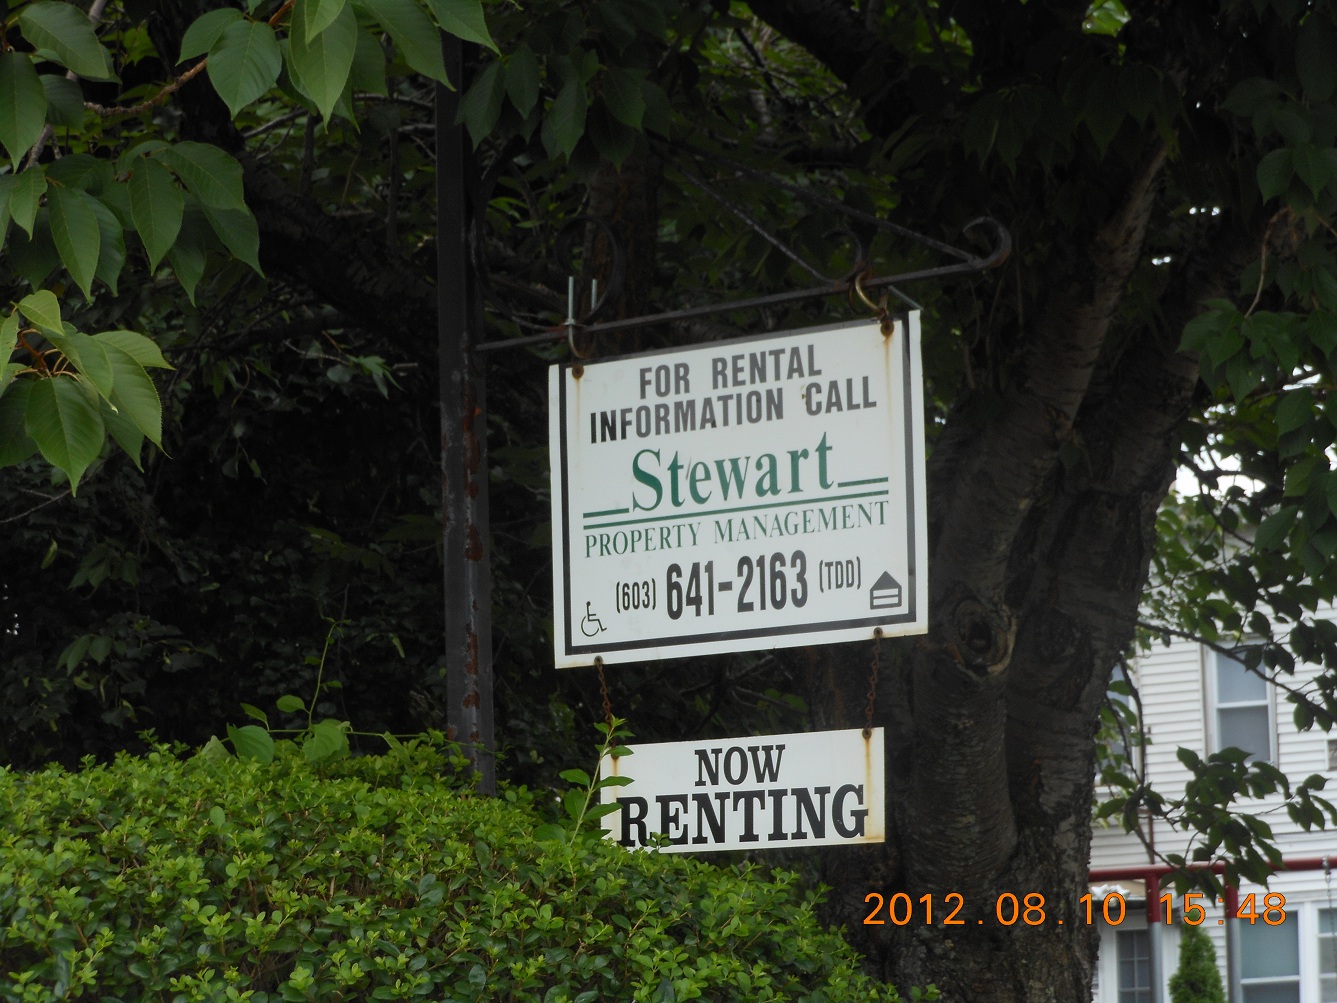 FOR RENTAL
INFORMATION CALL
Stewart
PROPERTY MANAGEMENT
(603) 641-2163 (TDD)
NOW
RENTING
2012.08.10 15:48